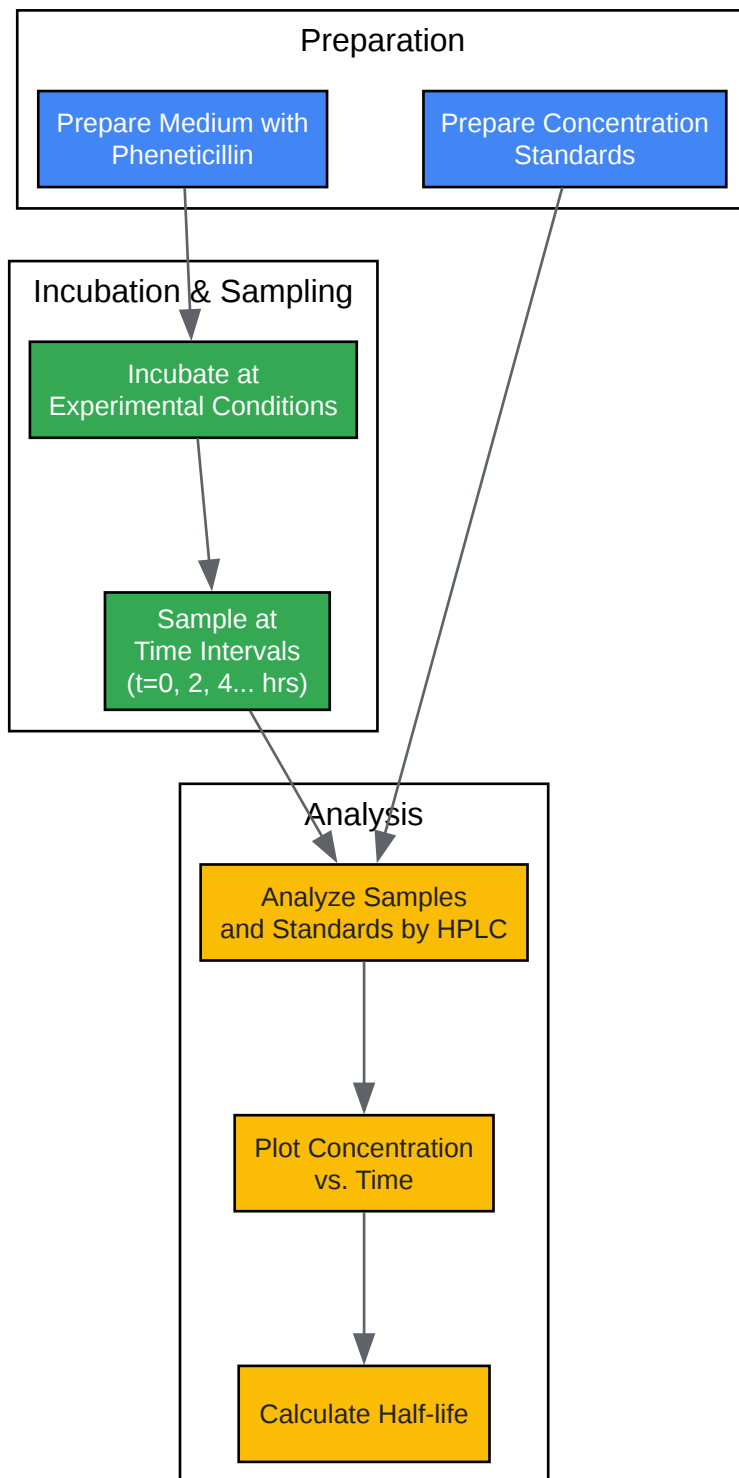 Preparation
Prepare Medium with
Pheneticillin
Prepare Concentration
Standards
Incubation & Sampling
Incubate at
Experimental Conditions
Sample at
Time Intervals
(t=0, 2, 4... hrs)
Analysis
Analyze Samples
and Standards by HPLC
Plot Concentration
vs. Time
Calculate Half-life